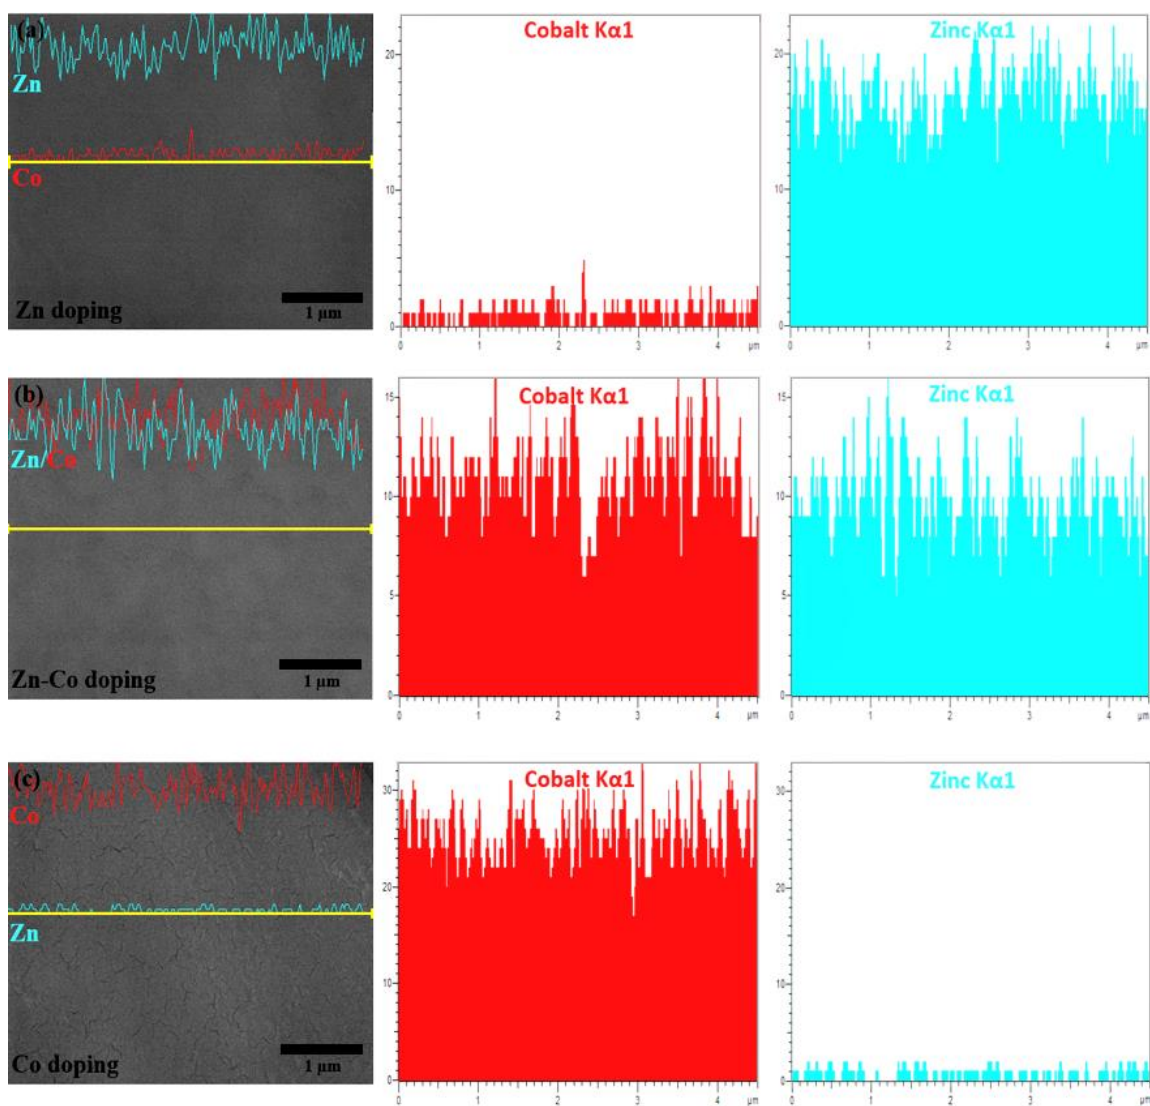 (a)
Zn
Co
Zn doping
1 μm
Cobalt Kα1
20
10
0
0 1 2 3 4
μm
Zinc Kα1
20
10
0
0 1 2 3 4
μm
(b)
Zn/Co
Zn-Co doping
1 μm
Cobalt Kα1
15
10
5
0
0 1 2 3 4
μm
Zinc Kα1
15
10
5
0
0 1 2 3 4
μm
(c)
Co
Zn
Co doping
1 μm
Cobalt Kα1
30
20
10
0
0 1 2 3 4
μm
Zinc Kα1
30
20
10
0
0 1 2 3 4
μm